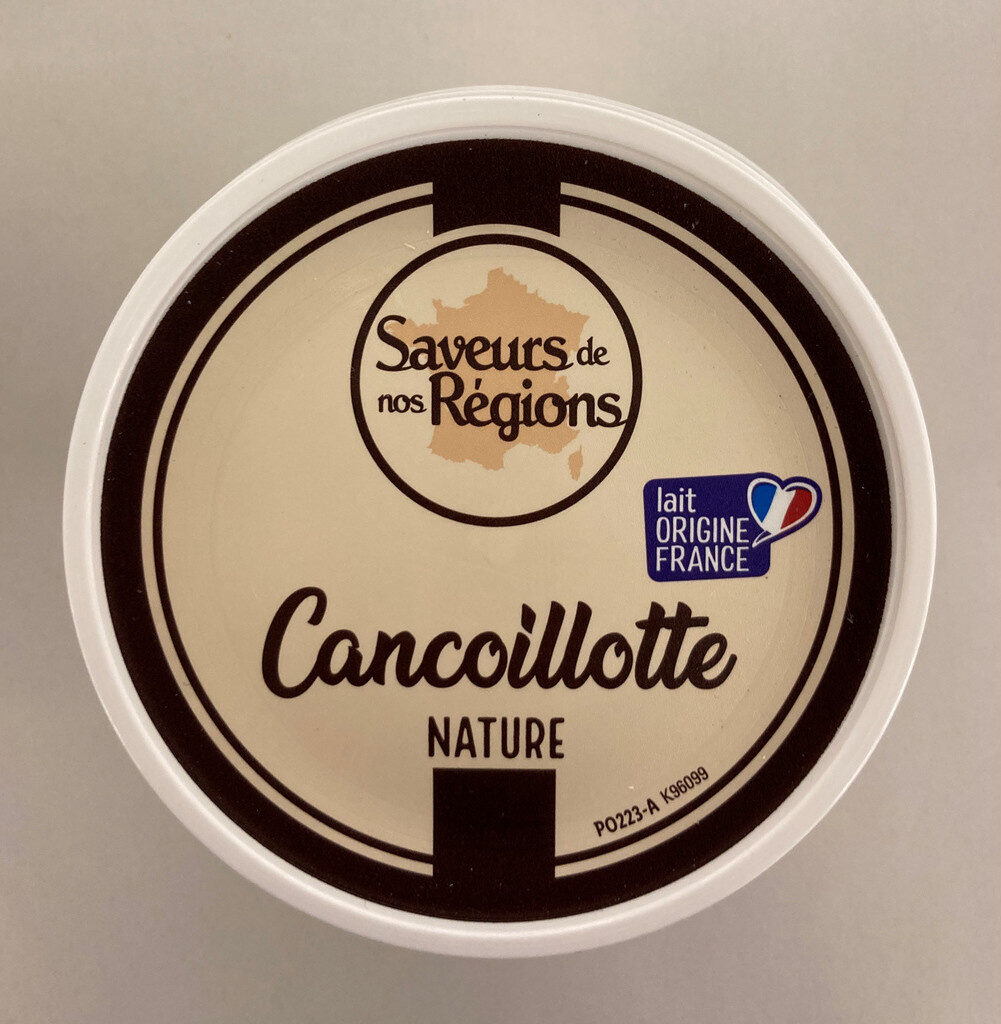 Saveurs de
nos Régions
lait
ORIGINE
FRANCE
Cancoillotte
NATURE
PO223-A K96099